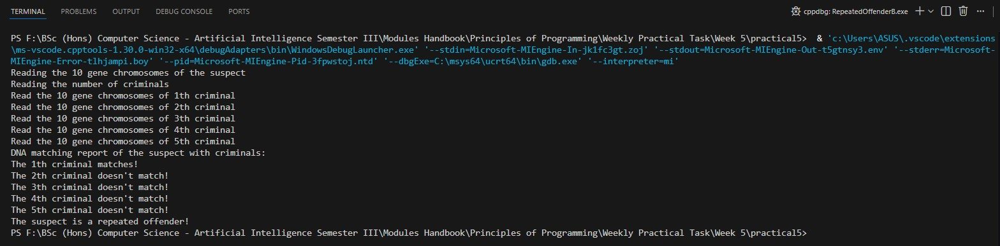 TERMINAL PROBLEMS OUTPUT DEBUG CONSOLE PORTS cppdbg: RepeatedOffenderB.exe
PS F:\BSc (Hons) Computer Science - Artificial Intelligence Semester III\Modules Handbook\Principles of Programming\Weekly Practical Task\Week 5\practical5>  & 'c:\Users\ASUS\.vscode\extensions
\ms-vscode.cpptools-1.30.0-win32-x64\debugAdapters\bin\WindowsDebugLauncher.exe' '--stdin=Microsoft-MIEngine-In-jk1fc3gt.zoj' '--stdout=Microsoft-MIEngine-Out-t5gtnsy3.env' '--stderr=Microsoft-
MIEngine-Error-tlhjampi.boy' '--pid=Microsoft-MIEngine-Pid-3fpwstoj.ntd' '--dbgExe=C:\msys64\ucrt64\bin\gdb.exe' '--interpreter=mi'
Reading the 10 gene chromosomes of the suspect
Reading the number of criminals
Read the 10 gene chromosomes of 1th criminal
Read the 10 gene chromosomes of 2th criminal
Read the 10 gene chromosomes of 3th criminal
Read the 10 gene chromosomes of 4th criminal
Read the 10 gene chromosomes of 5th criminal
DNA matching report of the suspect with criminals:
The 1th criminal matches!
The 2th criminal doesn't match!
The 3th criminal doesn't match!
The 4th criminal doesn't match!
The 5th criminal doesn't match!
The suspect is a repeated offender!
PS F:\BSc (Hons) Computer Science - Artificial Intelligence Semester III\Modules Handbook\Principles of Programming\Weekly Practical Task\Week 5\practical5>